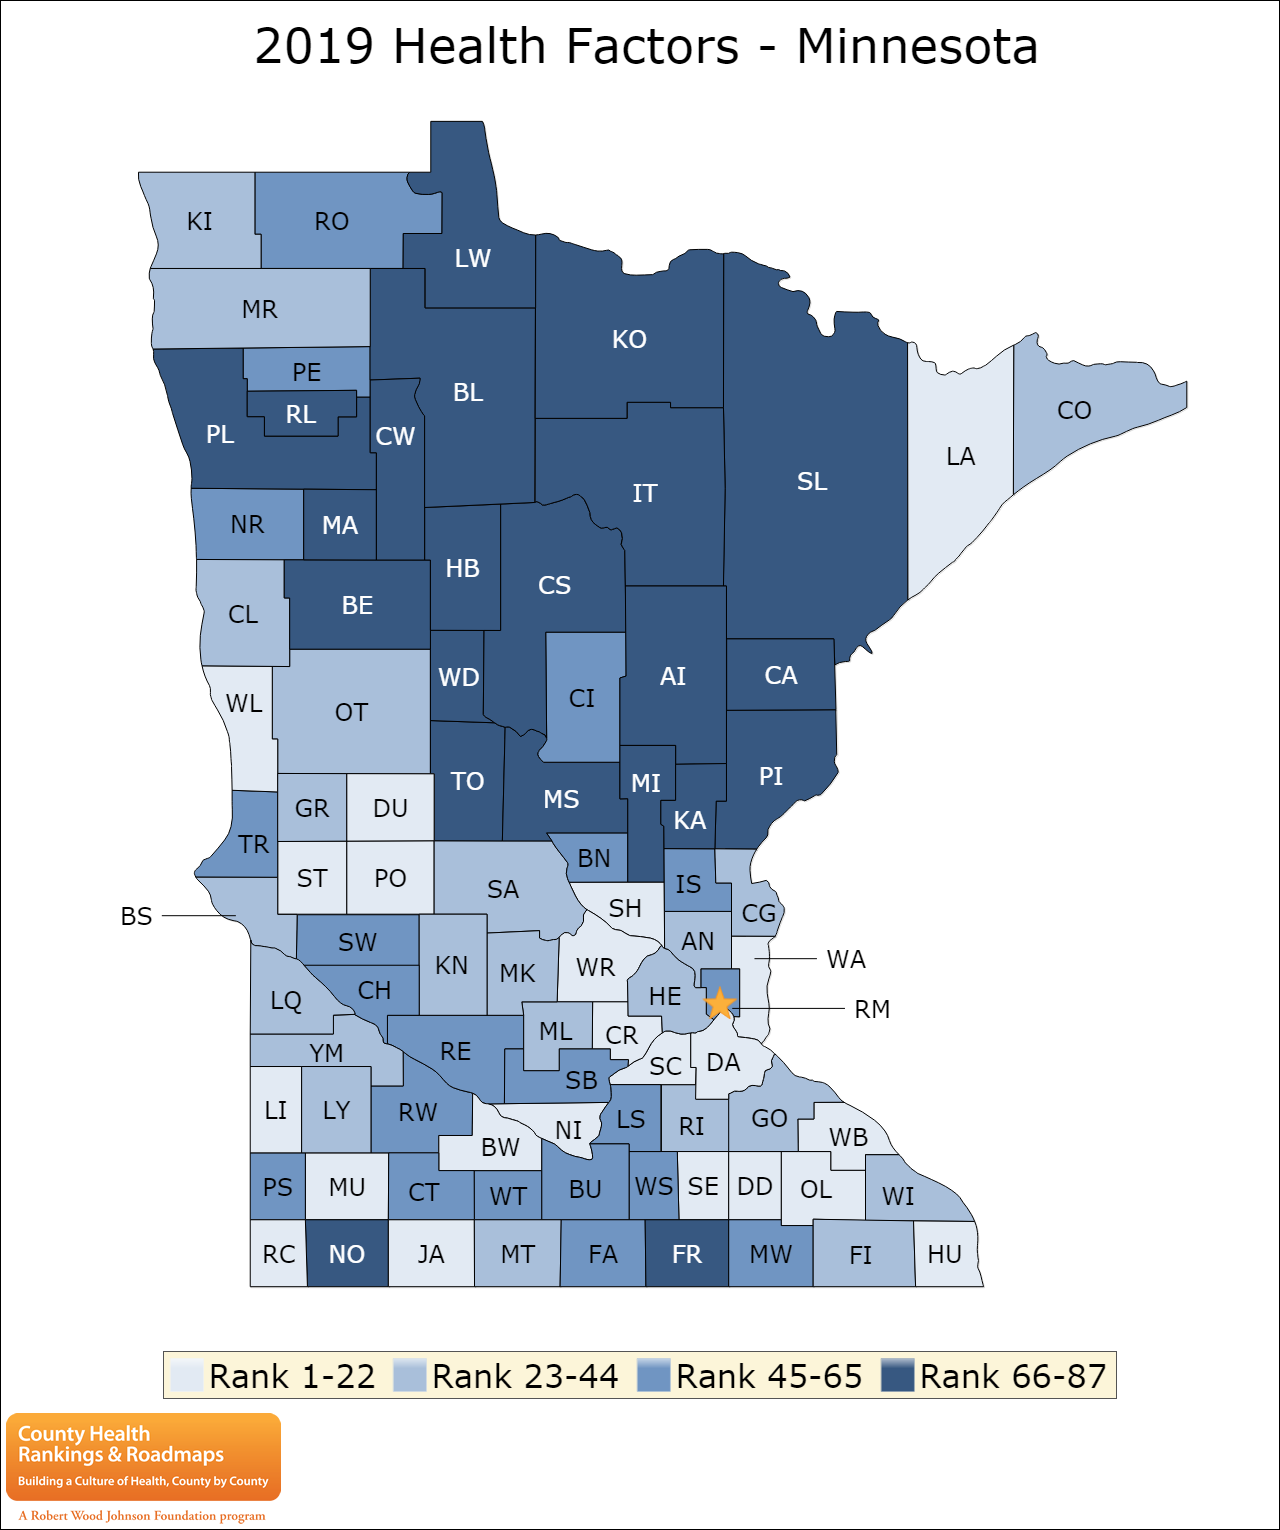 2019 Health Factors - Minnesota
KI
RO
LW
MR
KO
PE
BL
RL
CO
PL
CW
LA
SL
IT
NR
MA
HB
CS
BE
CL
WD
AI
CA
CI
WL
OT
PI
TO
MI
MS
GR
DU
KA
TR
BN
ST
PO
SA
IS
SH
CG
BS
SW
AN
WA
KN
WR
MK
CH
HE
LQ
RM
ML
CR
YM
RE
SC
DA
SB
LI
LY
RW
LS
GO
RI
NI
WB
BW
PS
MU
CT
WT
BU
WS
SE
DD
OL
WI
RC
NO
JA
MT
FA
FR
MW
FI
HU
Rank 1-22 Rank 23-44 Rank 45-65 Rank 66-87
County Health
Rankings & Roadmaps
Building a Culture of Health, County by County
A Robert Wood Johnson Foundation program